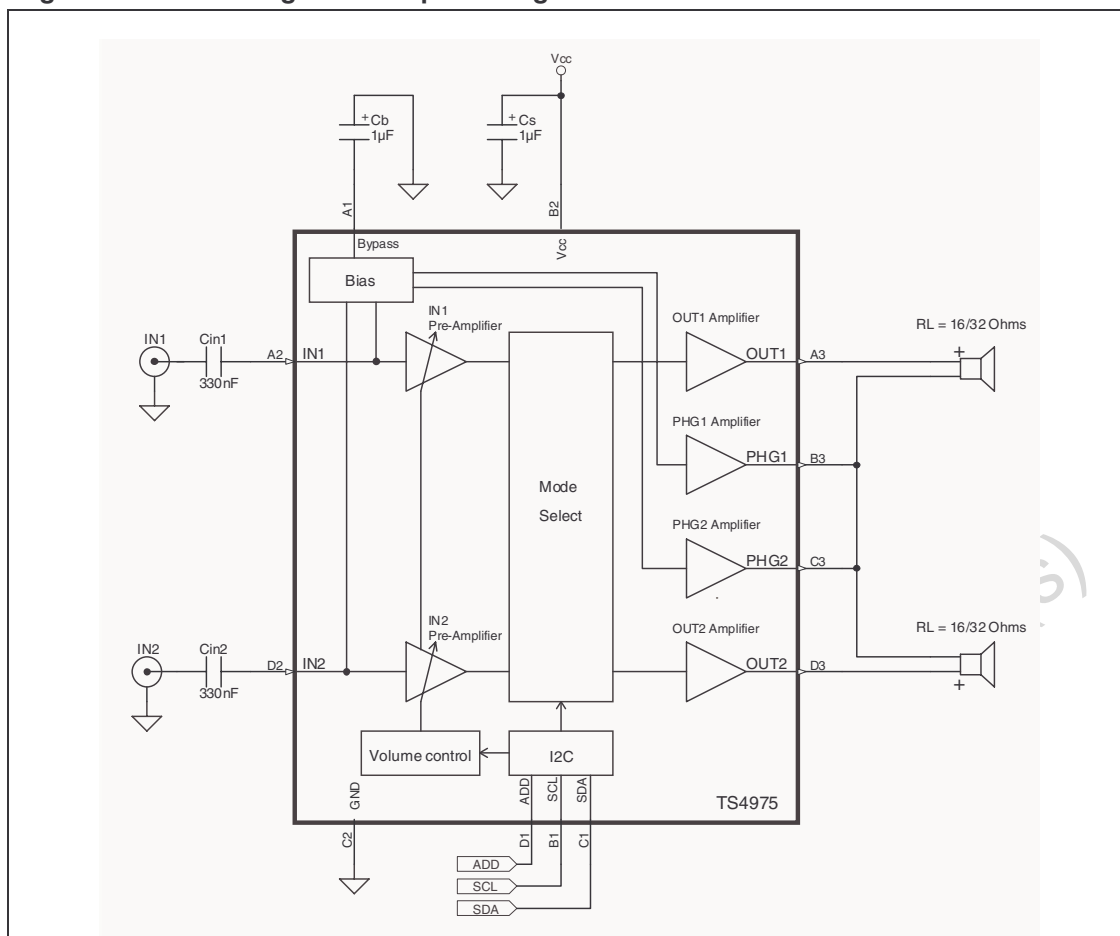 Vcc
+ Cb
1µF
+ Cs
1µF
A1
B2
Bypass
Vcc
Bias
IN1
Pre-Amplifier
OUT1 Amplifier
RL = 16/32 Ohms
IN1
Cin1
330nF
A2
IN1
OUT1
A3
+
PHG1 Amplifier
PHG1
B3
Mode
Select
PHG2 Amplifier
PHG2
C3
IN2
Pre-Amplifier
OUT2 Amplifier
RL = 16/32 Ohms
IN2
Cin2
330nF
D2
IN2
OUT2
D3
+
Volume control
I2C
GND
ADD
SCL
SDA
TS4975
C2
D1
B1
C1
ADD
SCL
SDA